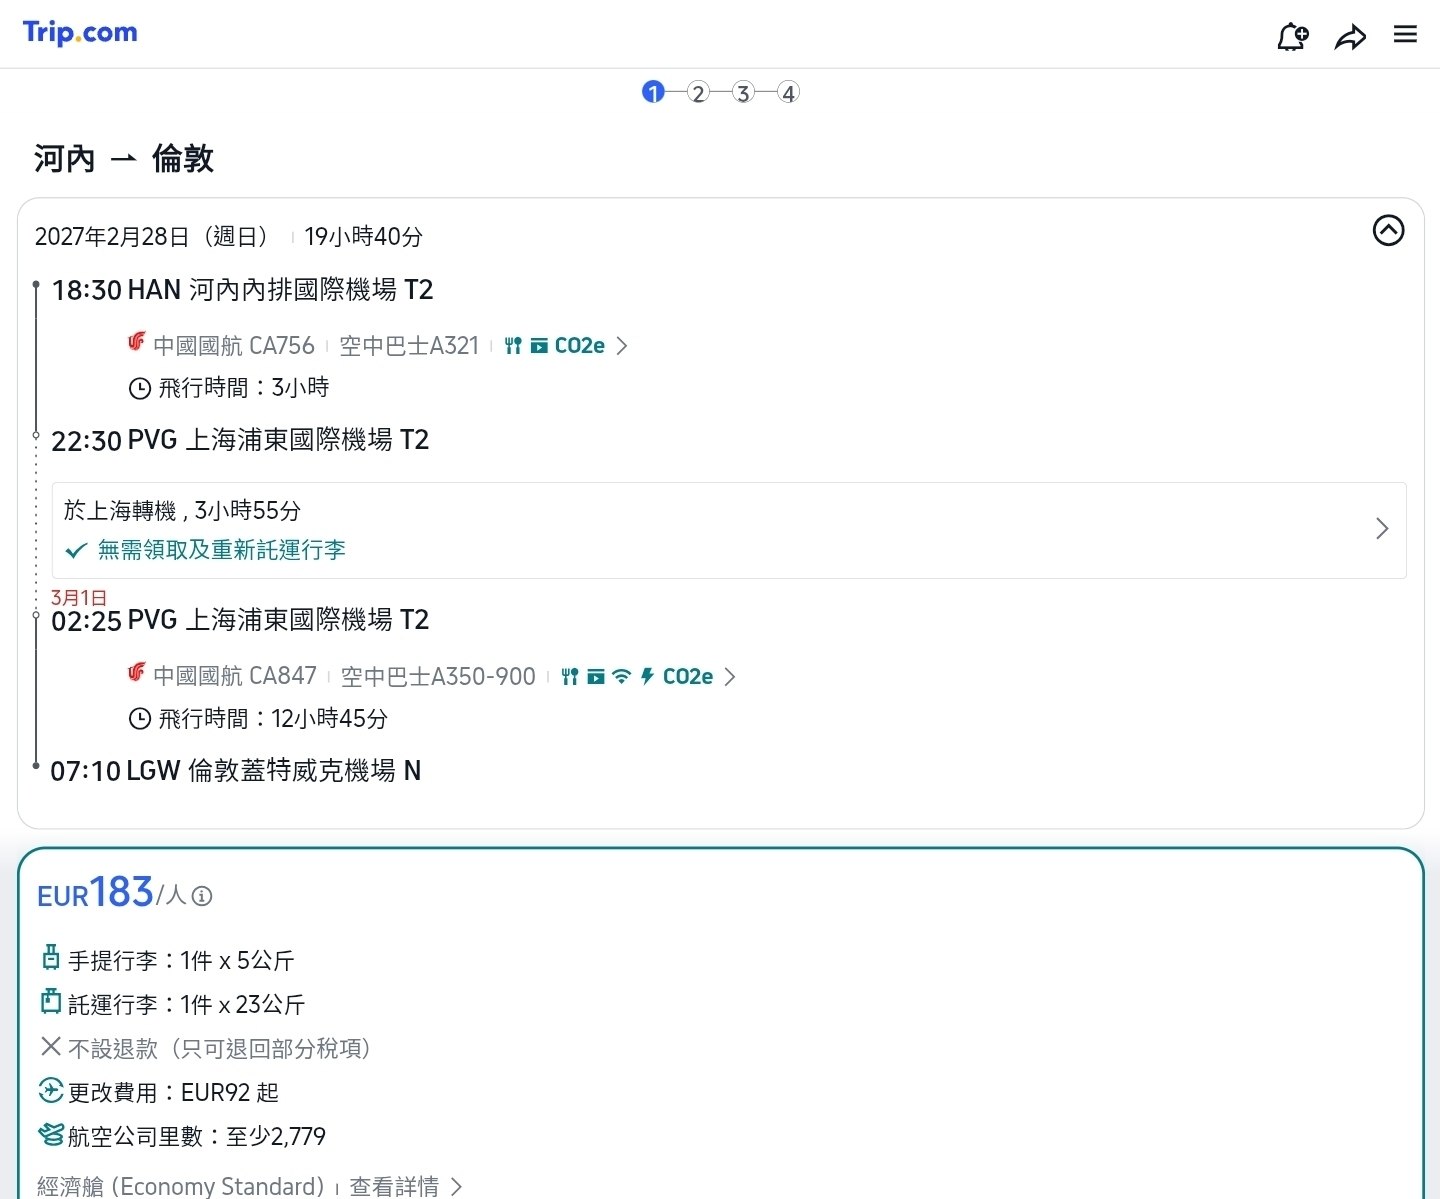 Trip.com
1 2 3 4
河內 → 倫敦
2027年2月28日（週日） 19小時40分
18:30 HAN 河內內排國際機場 T2
中國國航 CA756 空中巴士A321 CO2e
飛行時間：3小時
22:30 PVG 上海浦東國際機場 T2
於上海轉機 , 3小時55分
無需領取及重新託運行李
3月1日
02:25 PVG 上海浦東國際機場 T2
中國國航 CA847 空中巴士A350-900 CO2e
飛行時間：12小時45分
07:10 LGW 倫敦蓋特威克機場 N
EUR183/人
手提行李：1件 x 5公斤
託運行李：1件 x 23公斤
不設退款（只可退回部分稅項）
更改費用：EUR92 起
航空公司里數：至少2,779
經濟艙 (Economy Standard) 查看詳情